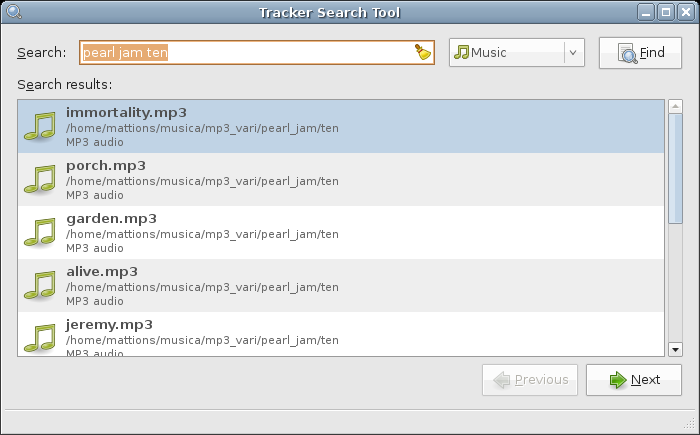 Tracker Search Tool
Search: pearl jam ten Music Find
Search results:
immortality.mp3
/home/mattions/musica/mp3_vari/pearl_jam/ten
MP3 audio
porch.mp3
/home/mattions/musica/mp3_vari/pearl_jam/ten
MP3 audio
garden.mp3
/home/mattions/musica/mp3_vari/pearl_jam/ten
MP3 audio
alive.mp3
/home/mattions/musica/mp3_vari/pearl_jam/ten
MP3 audio
jeremy.mp3
/home/mattions/musica/mp3_vari/pearl_jam/ten
MP3 audio
Previous Next